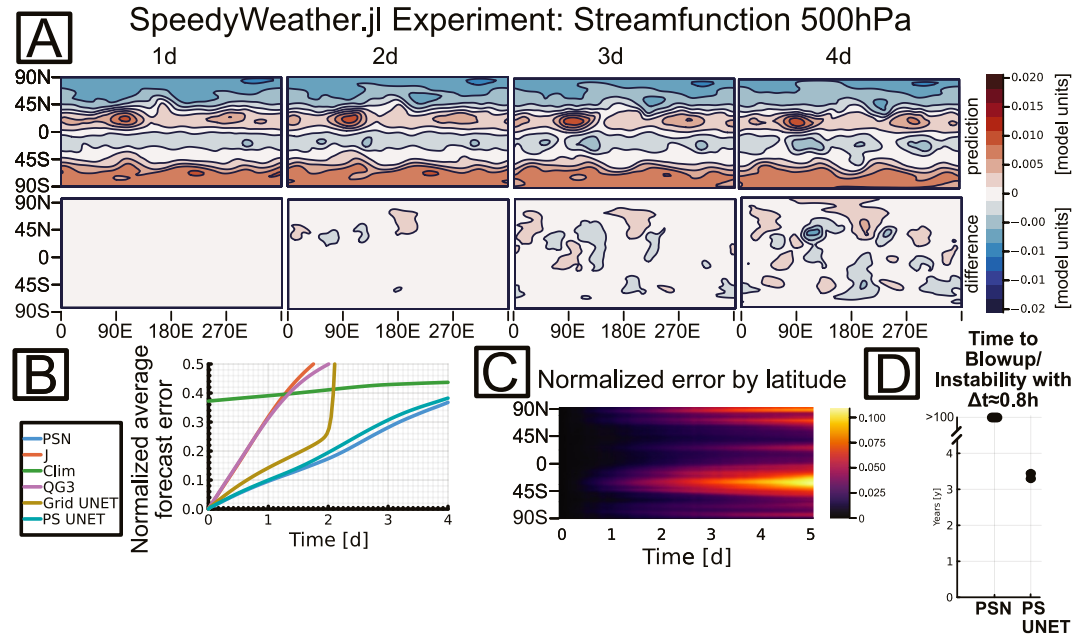 SpeedyWeather.jl Experiment: Streamfunction 500hPa
A
1d 2d 3d 4d
90N
45N
0
45S
90S
0.020
0.015
0.010
0.005
0
−0.00
−0.01
−0.01
−0.02
prediction
[model units]
90N
45N
0
45S
90S
difference
[model units]
0 90E 180E 270E 0 90E 180E 270E 0 90E 180E 270E 0 90E 180E 270E
B
PSN
J
Clim
QG3
Grid UNET
PS UNET
Normalized average
forecast error
0.5
0.4
0.3
0.2
0.1
0.0
0 1 2 3 4
Time [d]
C
Normalized error by latitude
90N
45N
0
45S
90S
0 1 2 3 4 5
Time [d]
0.100
0.075
0.050
0.025
0
D
Time to
Blowup/
Instability with
Δt≈0.8h
>100
4
3
2
1
0
Years [y]
PSN PS
UNET